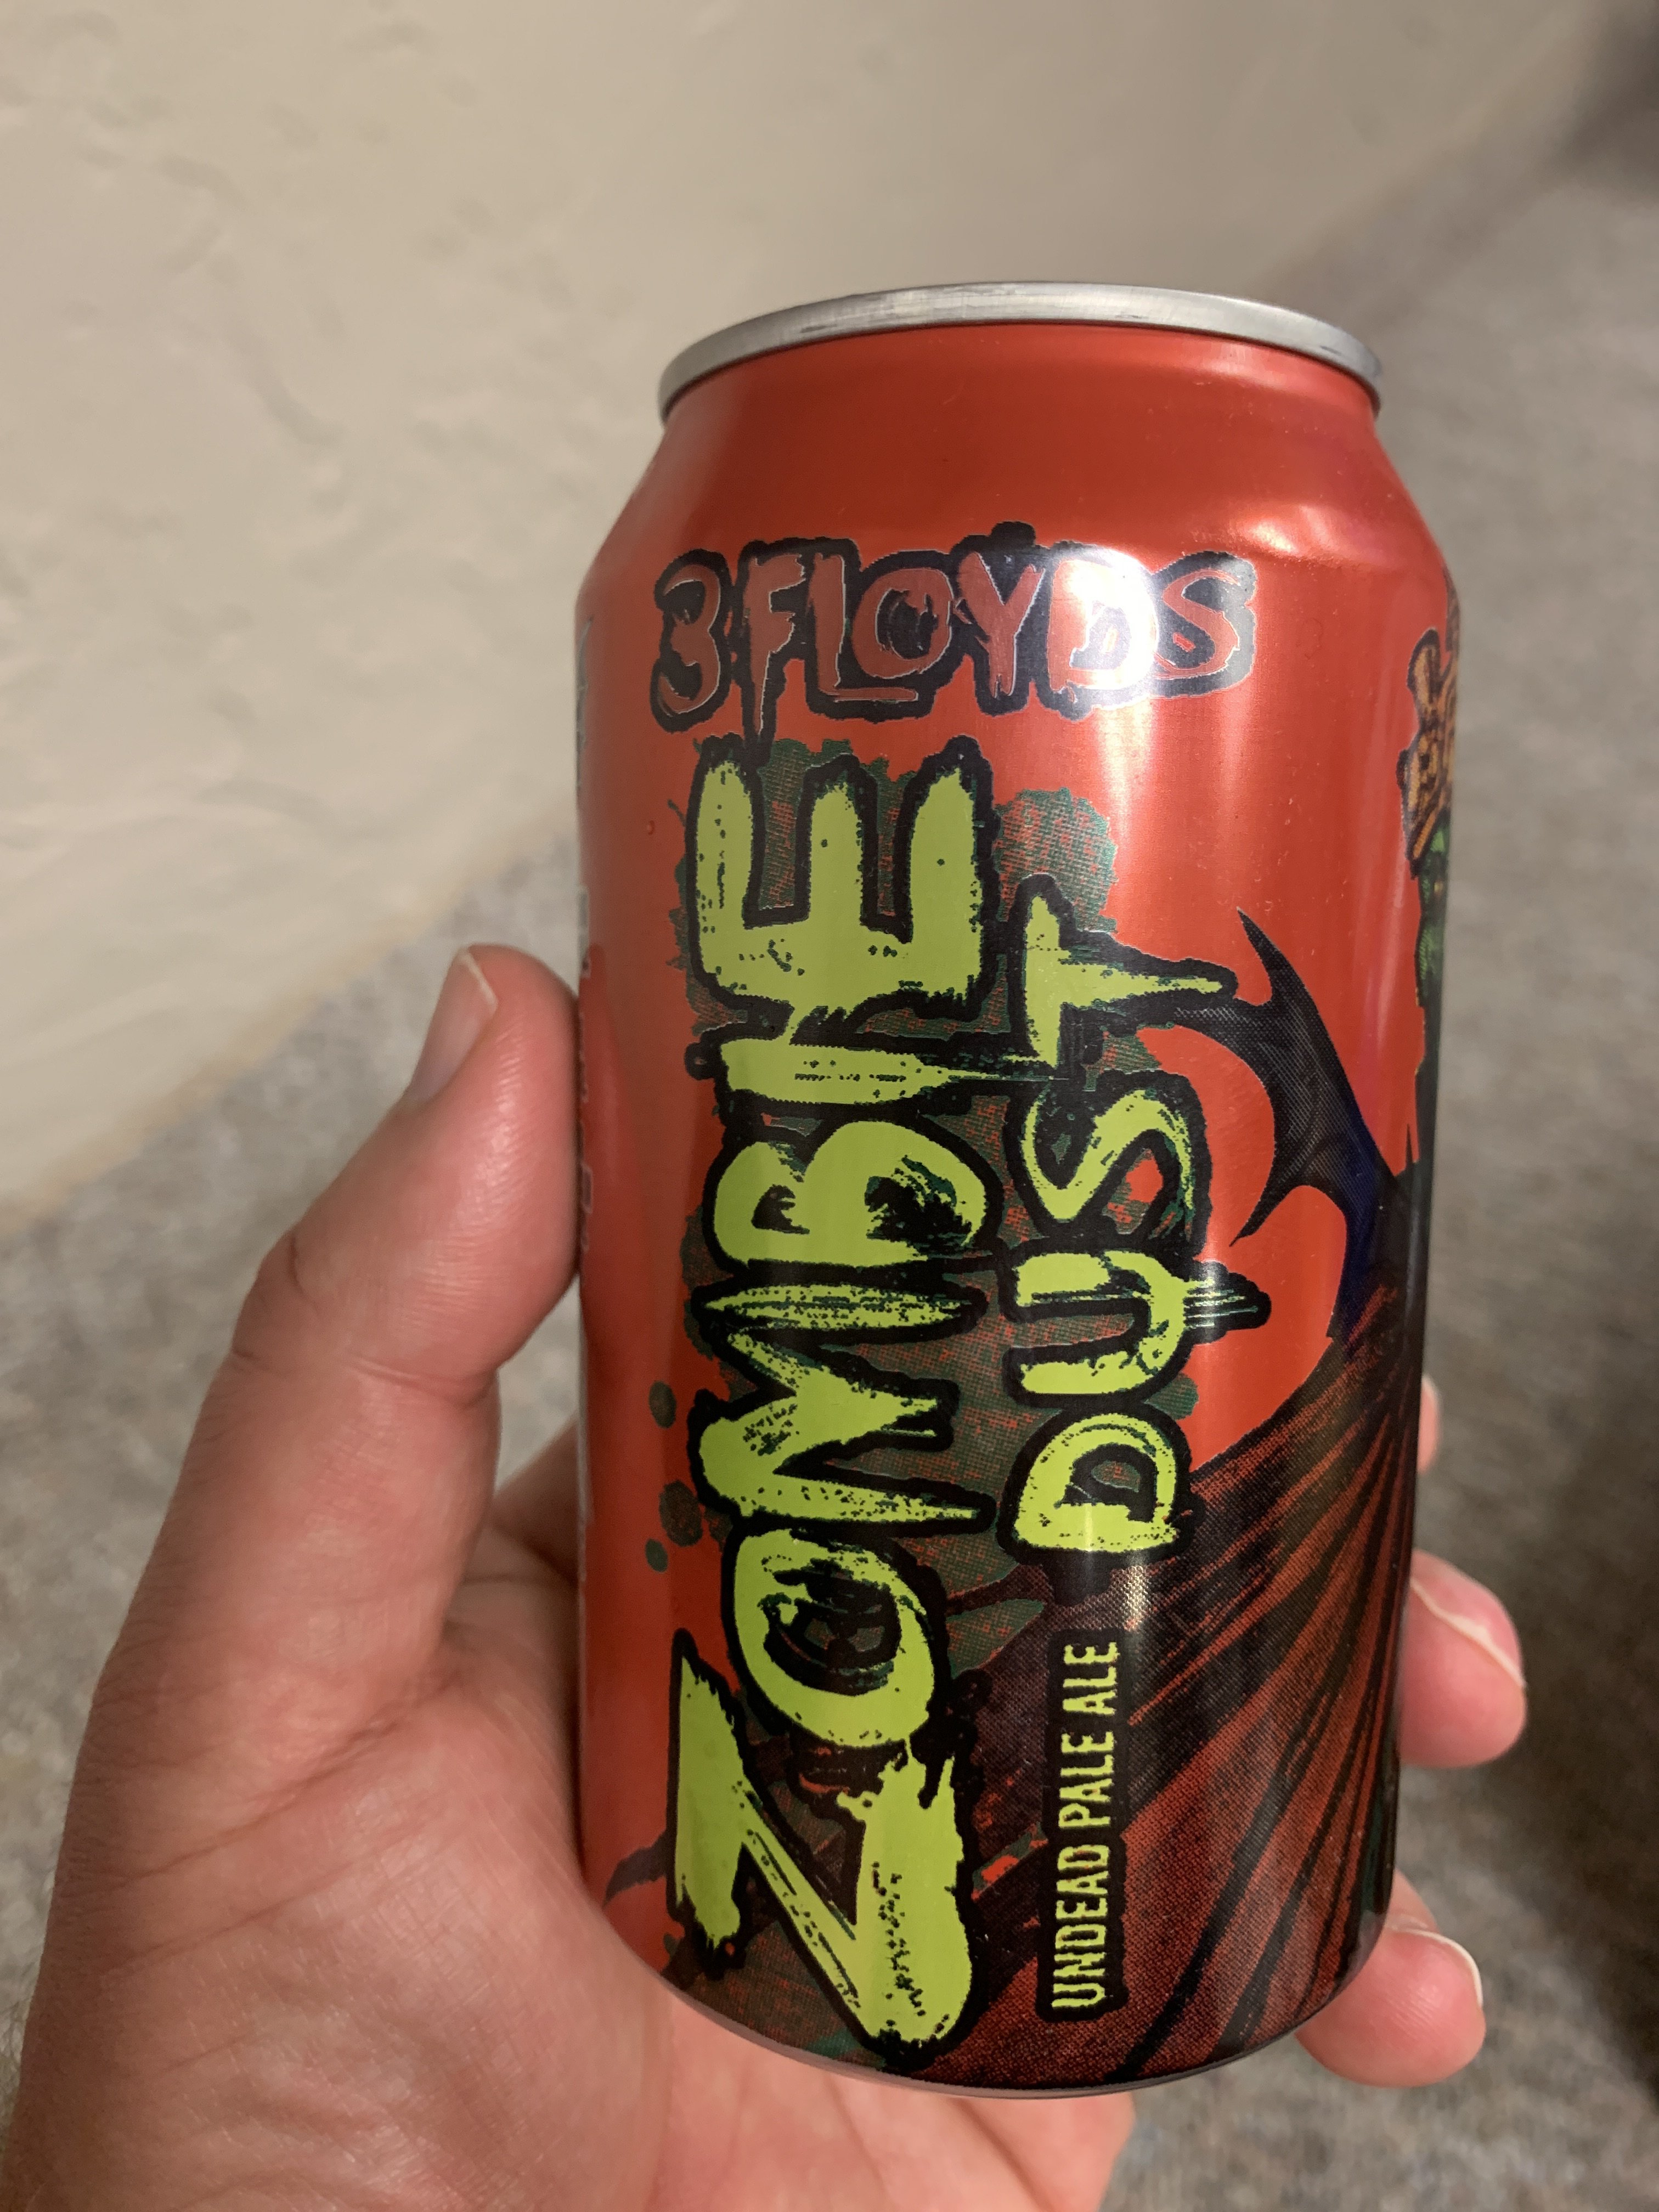 3 FLOYDS
ZOMBIE
DUST
UNDEAD PALE ALE